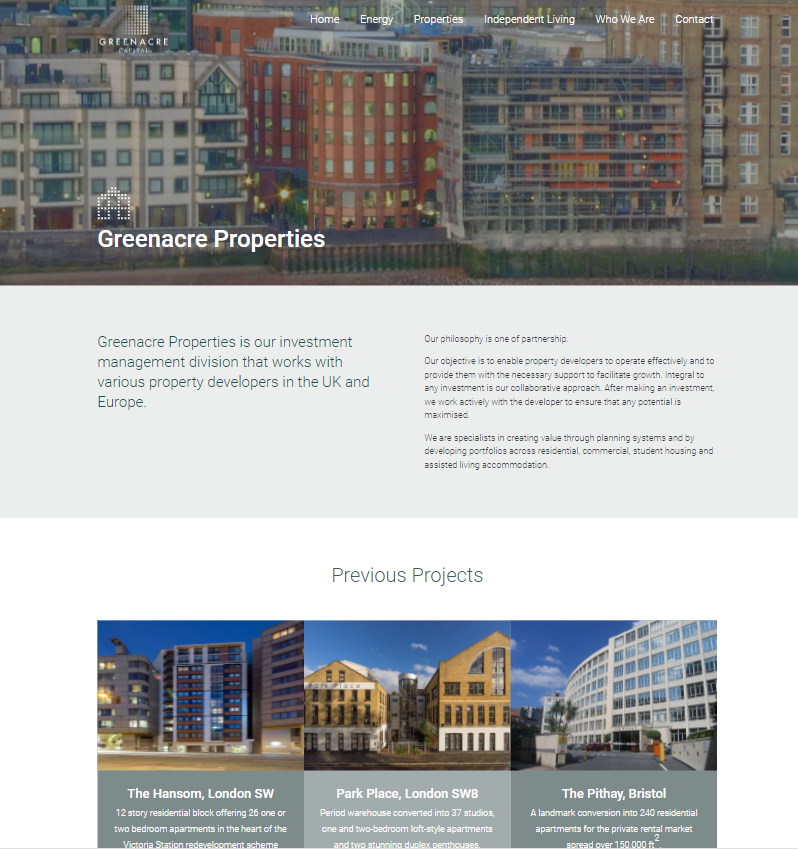 GREENACRE
CAPITAL
Home Energy Properties Independent Living Who We Are Contact
Greenacre Properties
Greenacre Properties is our investment
management division that works with
various property developers in the UK and
Europe.
Our philosophy is one of partnership.
Our objective is to enable property developers to operate effectively and to
provide them with the necessary support to facilitate growth. Integral to
any investment is our collaborative approach. After making an investment,
we work actively with the developer to ensure that any potential is
maximised.
We are specialists in creating value through planning systems and by
developing portfolios across residential, commercial, student housing and
assisted living accommodation.
Previous Projects
The Hansom, London SW
12 story residential block offering 26 one or
two bedroom apartments in the heart of the
Victoria Station redevelopment scheme
Park Place, London SW8
Period warehouse converted into 37 studios,
one and two-bedroom loft-style apartments
and two stunning duplex penthouses.
The Pithay, Bristol
A landmark conversion into 240 residential
apartments for the private rental market
spread over 150,000 ft².